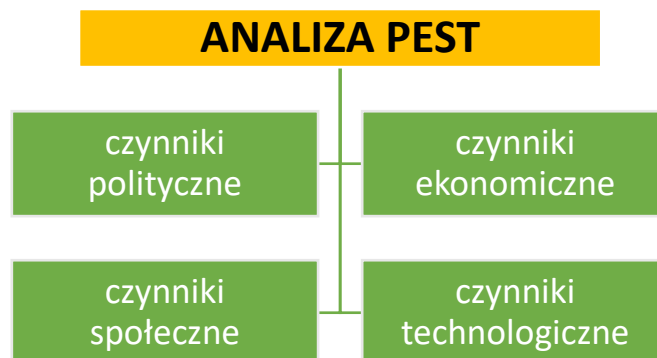 ANALIZA PEST
czynniki
polityczne
czynniki
ekonomiczne
czynniki
społeczne
czynniki
technologiczne